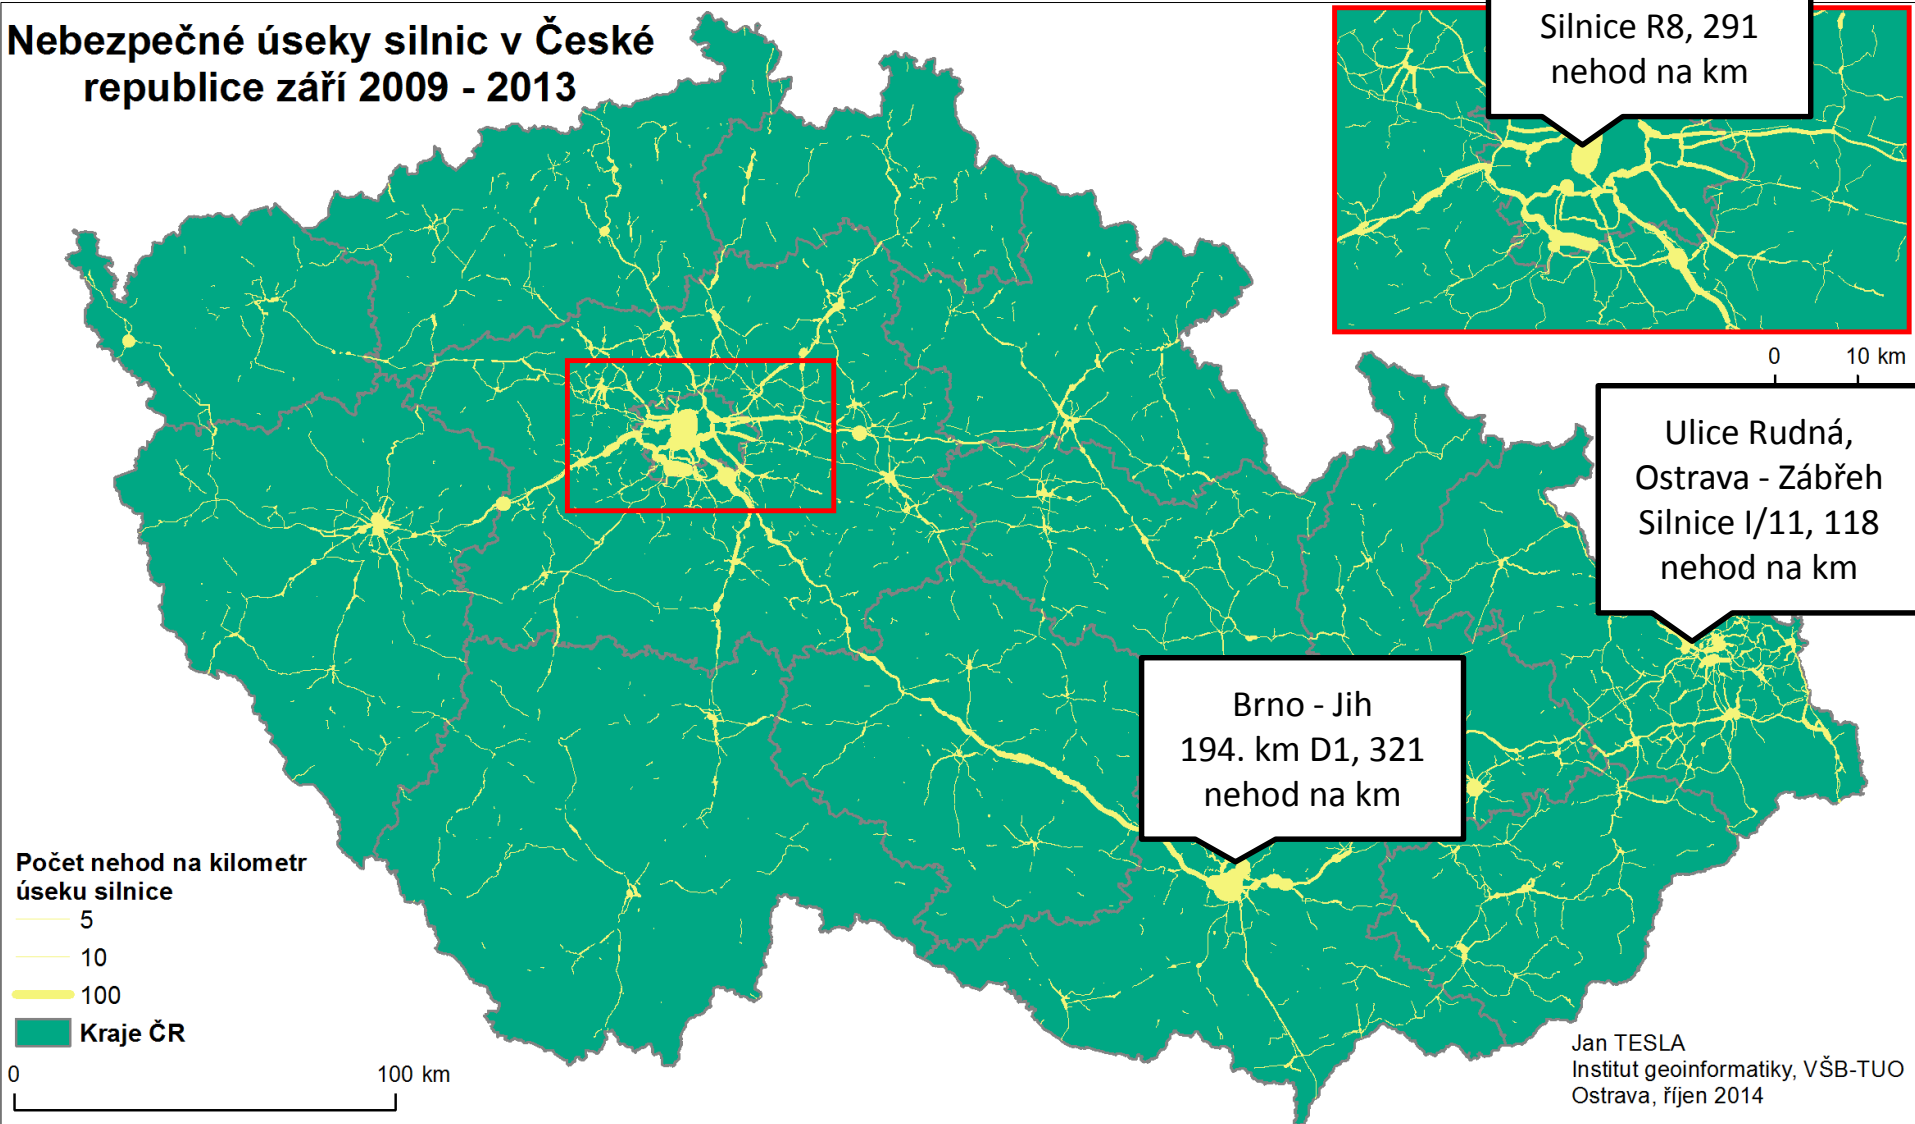 Nebezpečné úseky silnic v České
republice září 2009 - 2013
Silnice R8, 291
nehod na km
0 10 km
Ulice Rudná,
Ostrava - Zábřeh
Silnice I/11, 118
nehod na km
Brno - Jih
194. km D1, 321
nehod na km
Počet nehod na kilometr
úseku silnice
5
10
100
Kraje ČR
0 100 km
Jan TESLA
Institut geoinformatiky, VŠB-TUO
Ostrava, říjen 2014